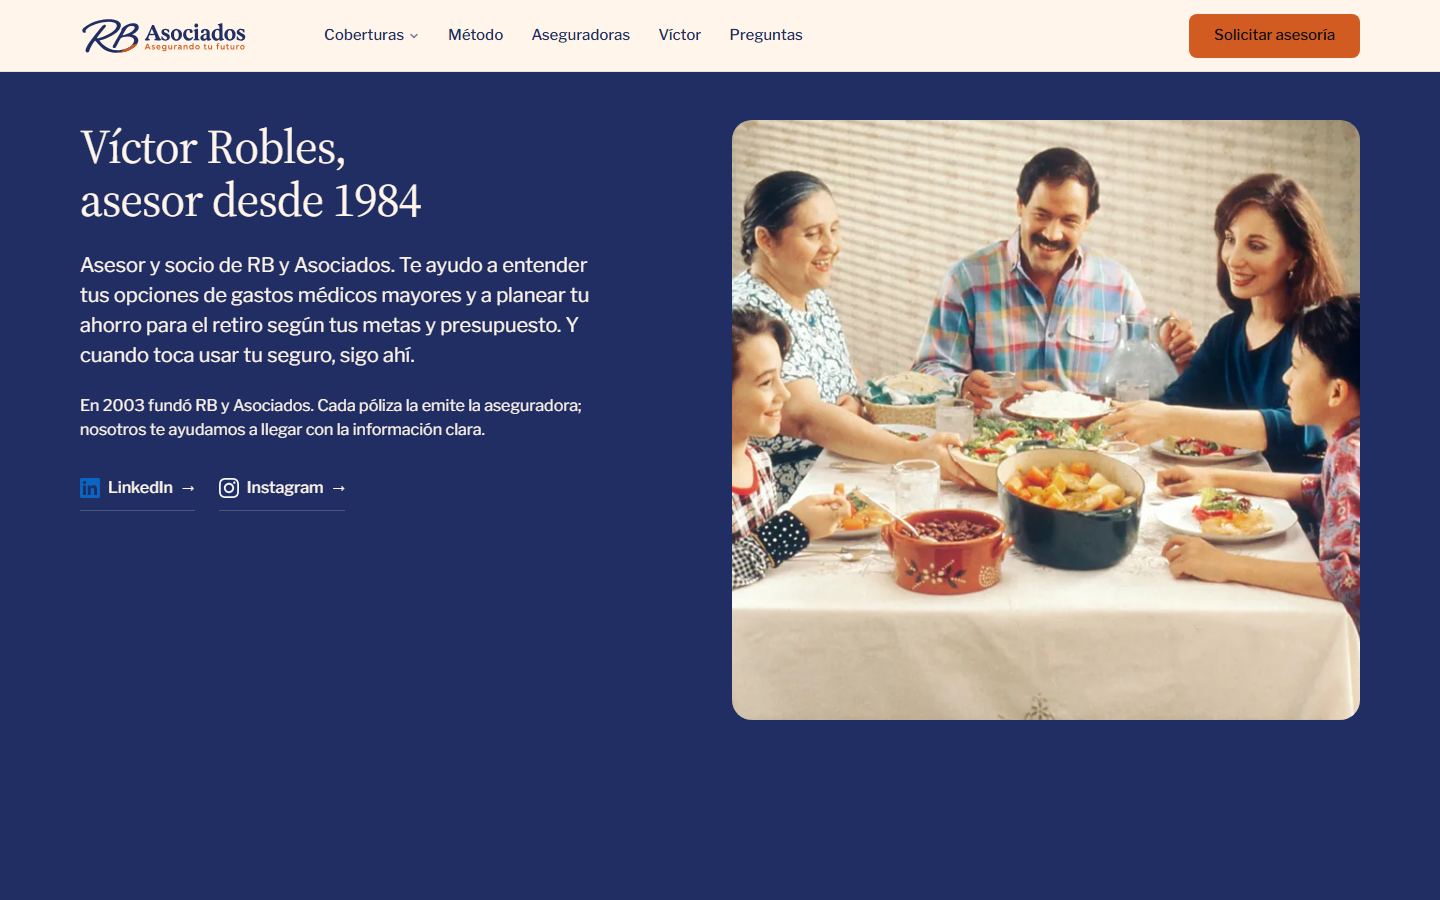 RB Asociados
Asegurando tu futuro
Coberturas
Método
Aseguradoras
Víctor
Preguntas
Solicitar asesoría
Víctor Robles,
asesor desde 1984
Asesor y socio de RB y Asociados. Te ayudo a entender
tus opciones de gastos médicos mayores y a planear tu
ahorro para el retiro según tus metas y presupuesto. Y
cuando toca usar tu seguro, sigo ahí.
En 2003 fundó RB y Asociados. Cada póliza la emite la aseguradora;
nosotros te ayudamos a llegar con la información clara.
in LinkedIn →
Instagram →